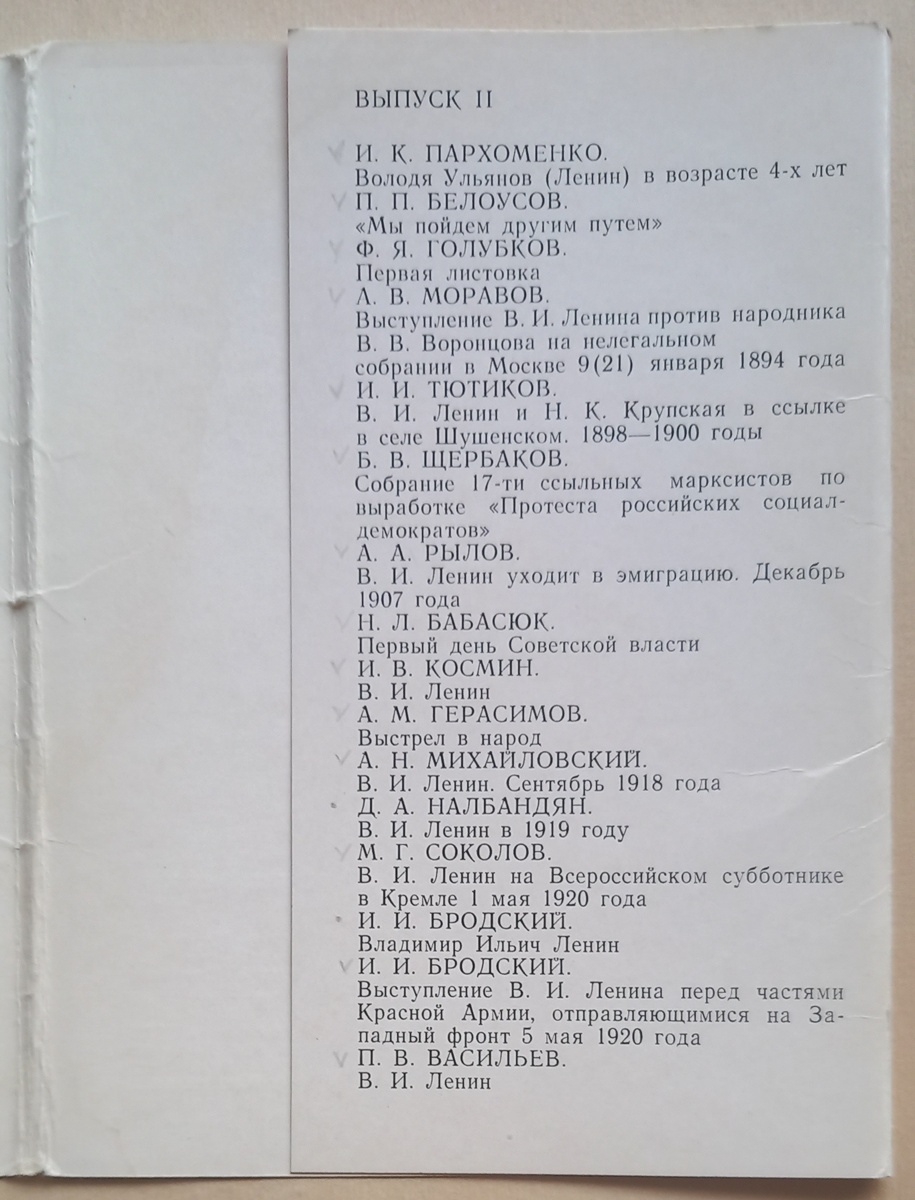 ВЫПУСК II
И. К. ПАРХОМЕНКО.
Володя Ульянов (Ленин) в возрасте 4-х лет
П. П. БЕЛОУСОВ.
«Мы пойдем другим путем»
Ф. Я. ГОЛУБКОВ.
Первая листовка
А. В. МОРАВОВ.
Выступление В. И. Ленина против народника
В. В. Воронцова на нелегальном
собрании в Москве 9(21) января 1894 года
И. И. ТЮТИКОВ.
В. И. Ленин и Н. К. Крупская в ссылке
в селе Шушенском. 1898—1900 годы
Б. В. ЩЕРБАКОВ.
Собрание 17-ти ссыльных марксистов по
выработке «Протеста российских социал-
демократов»
А. А. РЫЛОВ.
В. И. Ленин уходит в эмиграцию. Декабрь
1907 года
Н. Л. БАБАСЮК.
Первый день Советской власти
И. В. КОСМИН.
В. И. Ленин
А. М. ГЕРАСИМОВ.
Выстрел в народ
А. Н. МИХАЙЛОВСКИЙ.
В. И. Ленин. Сентябрь 1918 года
Д. А. НАЛБАНДЯН.
В. И. Ленин в 1919 году
М. Г. СОКОЛОВ.
В. И. Ленин на Всероссийском субботнике
в Кремле 1 мая 1920 года
И. И. БРОДСКИЙ.
Владимир Ильич Ленин
И. И. БРОДСКИЙ.
Выступление В. И. Ленина перед частями
Красной Армии, отправляющимися на За-
падный фронт 5 мая 1920 года
П. В. ВАСИЛЬЕВ.
В. И. Ленин